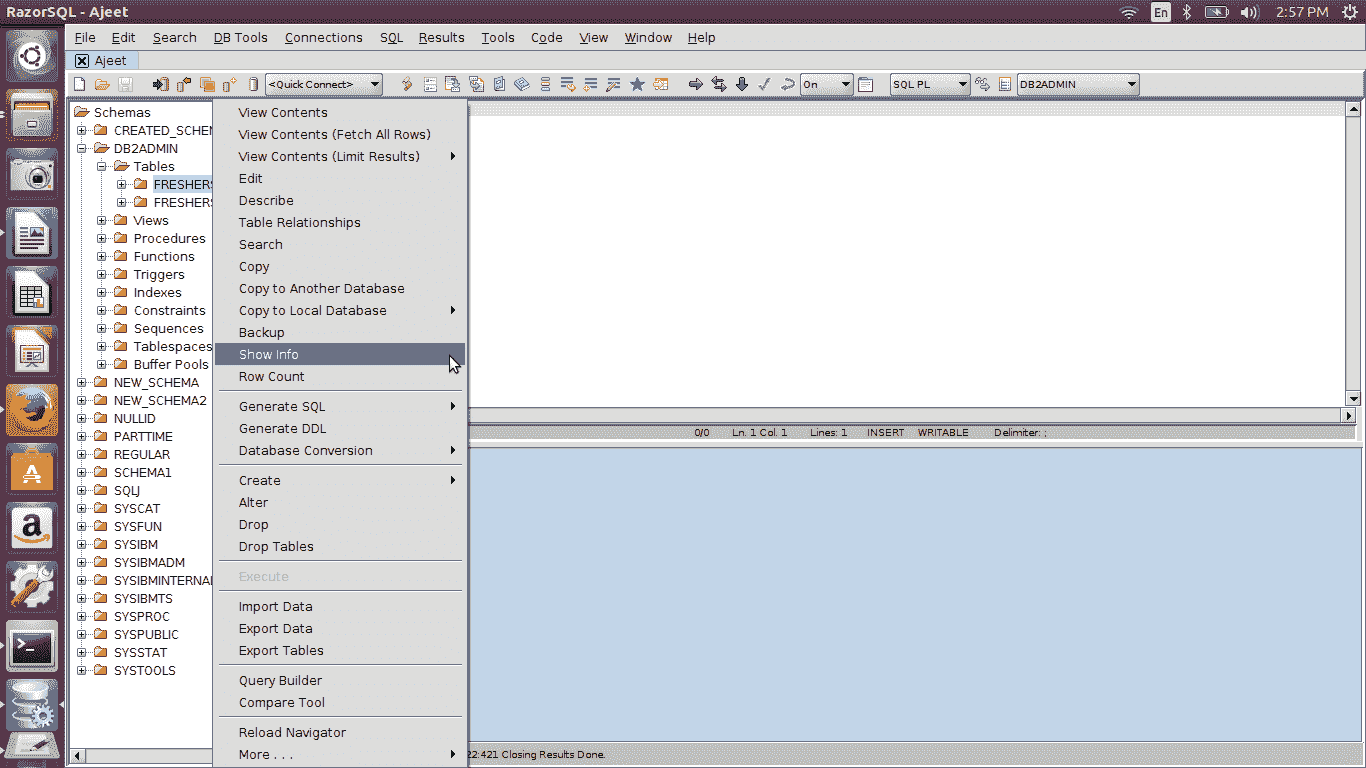 RazorSQL - Ajeet
En
2:57 PM
File Edit Search DB Tools Connections SQL Results Tools Code View Window Help
Ajeet
<Quick Connect>
On
SQL PL
DB2ADMIN
Schemas
CREATED_SCHEM
DB2ADMIN
Tables
FRESHERS
FRESHERS
Views
Procedures
Functions
Triggers
Indexes
Constraints
Sequences
Tablespaces
Buffer Pools
NEW_SCHEMA
NEW_SCHEMA2
NULLID
PARTTIME
REGULAR
SCHEMA1
SQLJ
SYSCAT
SYSFUN
SYSIBM
SYSIBMADM
SYSIBMINTERNAL
SYSIBMTS
SYSPROC
SYSPUBLIC
SYSSTAT
SYSTOOLS
View Contents
View Contents (Fetch All Rows)
View Contents (Limit Results)
Edit
Describe
Table Relationships
Search
Copy
Copy to Another Database
Copy to Local Database
Backup
Show Info
Row Count
Generate SQL
Generate DDL
Database Conversion
Create
Alter
Drop
Drop Tables
Execute
Import Data
Export Data
Export Tables
Query Builder
Compare Tool
Reload Navigator
More . . .
0/0 Ln. 1 Col. 1 Lines: 1 INSERT WRITABLE Delimiter: ;
22:421 Closing Results Done.